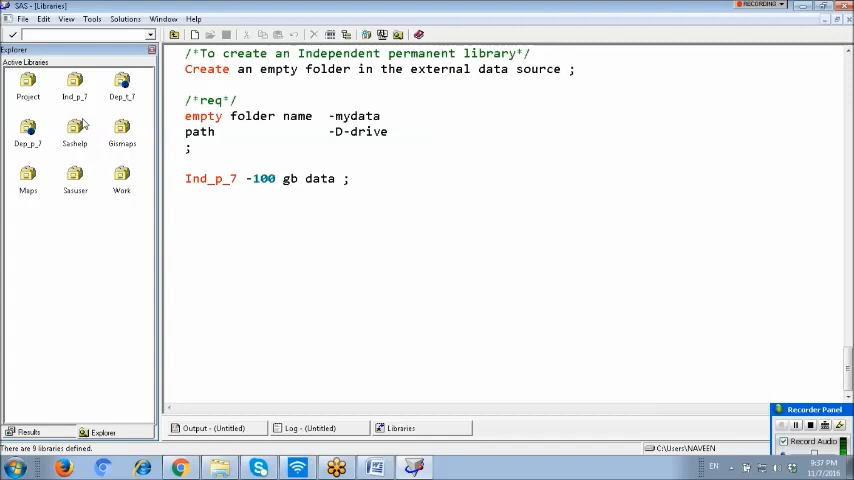 SAS - [Libraries]
RECORDING
File Edit View Tools Solutions Window Help
Explorer
Active Libraries
Project Ind_p_7 Dep_t_7
Dep_p_7 Sashelp Gismaps
Maps Sasuser Work
/*To create an Independent permanent library*/
Create an empty folder in the external data source ;
/*req*/
empty folder name -mydata
path -D-drive
;
Ind_p_7 -100 gb data ;
Results Explorer
Output - (Untitled) Log - (Untitled) Libraries
Recorder Panel
Record Audio
There are 9 libraries defined.
C:\Users\NAVEEN
EN
9:37 PM
11/7/2016